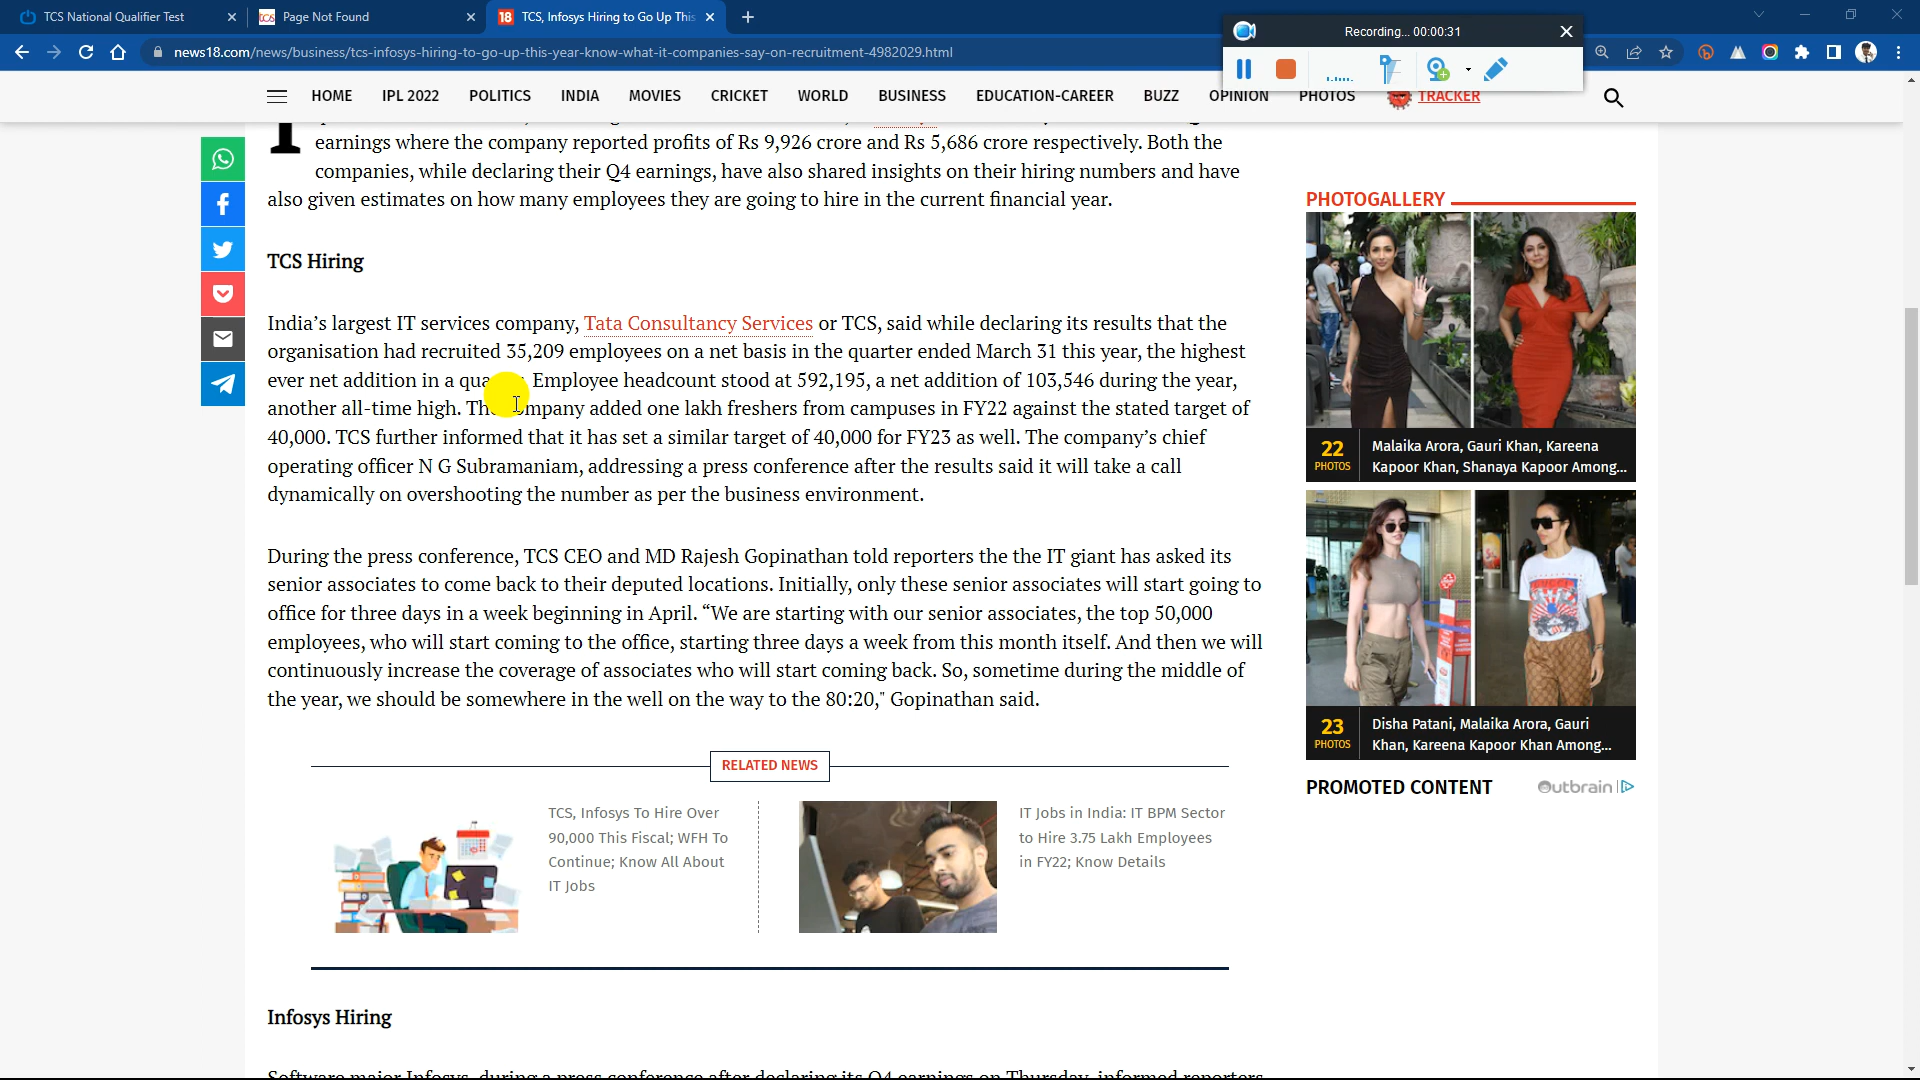 TCS National Qualifier Test
Page Not Found
TCS, Infosys Hiring to Go Up This
news18.com/news/business/tcs-infosys-hiring-to-go-up-this-year-know-what-it-companies-say-on-recruitment-4982029.html
Recording... 00:00:31
HOME IPL 2022 POLITICS INDIA MOVIES CRICKET WORLD BUSINESS EDUCATION-CAREER BUZZ OPINION PHOTOS TRACKER
earnings where the company reported profits of Rs 9,926 crore and Rs 5,686 crore respectively. Both the
companies, while declaring their Q4 earnings, have also shared insights on their hiring numbers and have
also given estimates on how many employees they are going to hire in the current financial year.
TCS Hiring
India's largest IT services company, Tata Consultancy Services or TCS, said while declaring its results that the
organisation had recruited 35,209 employees on a net basis in the quarter ended March 31 this year, the highest
ever net addition in a Employee headcount stood at 592,195, a net addition of 103,546 during the year,
another all-time high. added one lakh freshers from campuses in FY22 against the stated target of
40,000. TCS further informed that it has set a similar target of 40,000 for FY23 as well. The company's chief
operating officer N G Subramaniam, addressing a press conference after the results said it will take a call
dynamically on overshooting the number as per the business environment.
During the press conference, TCS CEO and MD Rajesh Gopinathan told reporters the the IT giant has asked its
senior associates to come back to their deputed locations. Initially, only these senior associates will start going to
office for three days in a week beginning in April. “We are starting with our senior associates, the top 50,000
employees, who will start coming to the office, starting three days a week from this month itself. And then we will
continuously increase the coverage of associates who will start coming back. So, sometime during the middle of
the year, we should be somewhere in the well on the way to the 80:20," Gopinathan said.
RELATED NEWS
TCS, Infosys To Hire Over
90,000 This Fiscal; WFH To
Continue; Know All About
IT Jobs
IT Jobs in India: IT BPM Sector
to Hire 3.75 Lakh Employees
in FY22; Know Details
Infosys Hiring
Software major Infosys, during a press conference after declaring its Q4 earnings on Thursday, informed reporters
PHOTOGALLERY
22
PHOTOS
Malaika Arora, Gauri Khan, Kareena
Kapoor Khan, Shanaya Kapoor Among...
23
PHOTOS
Disha Patani, Malaika Arora, Gauri
Khan, Kareena Kapoor Khan Among...
PROMOTED CONTENT
Outbrain